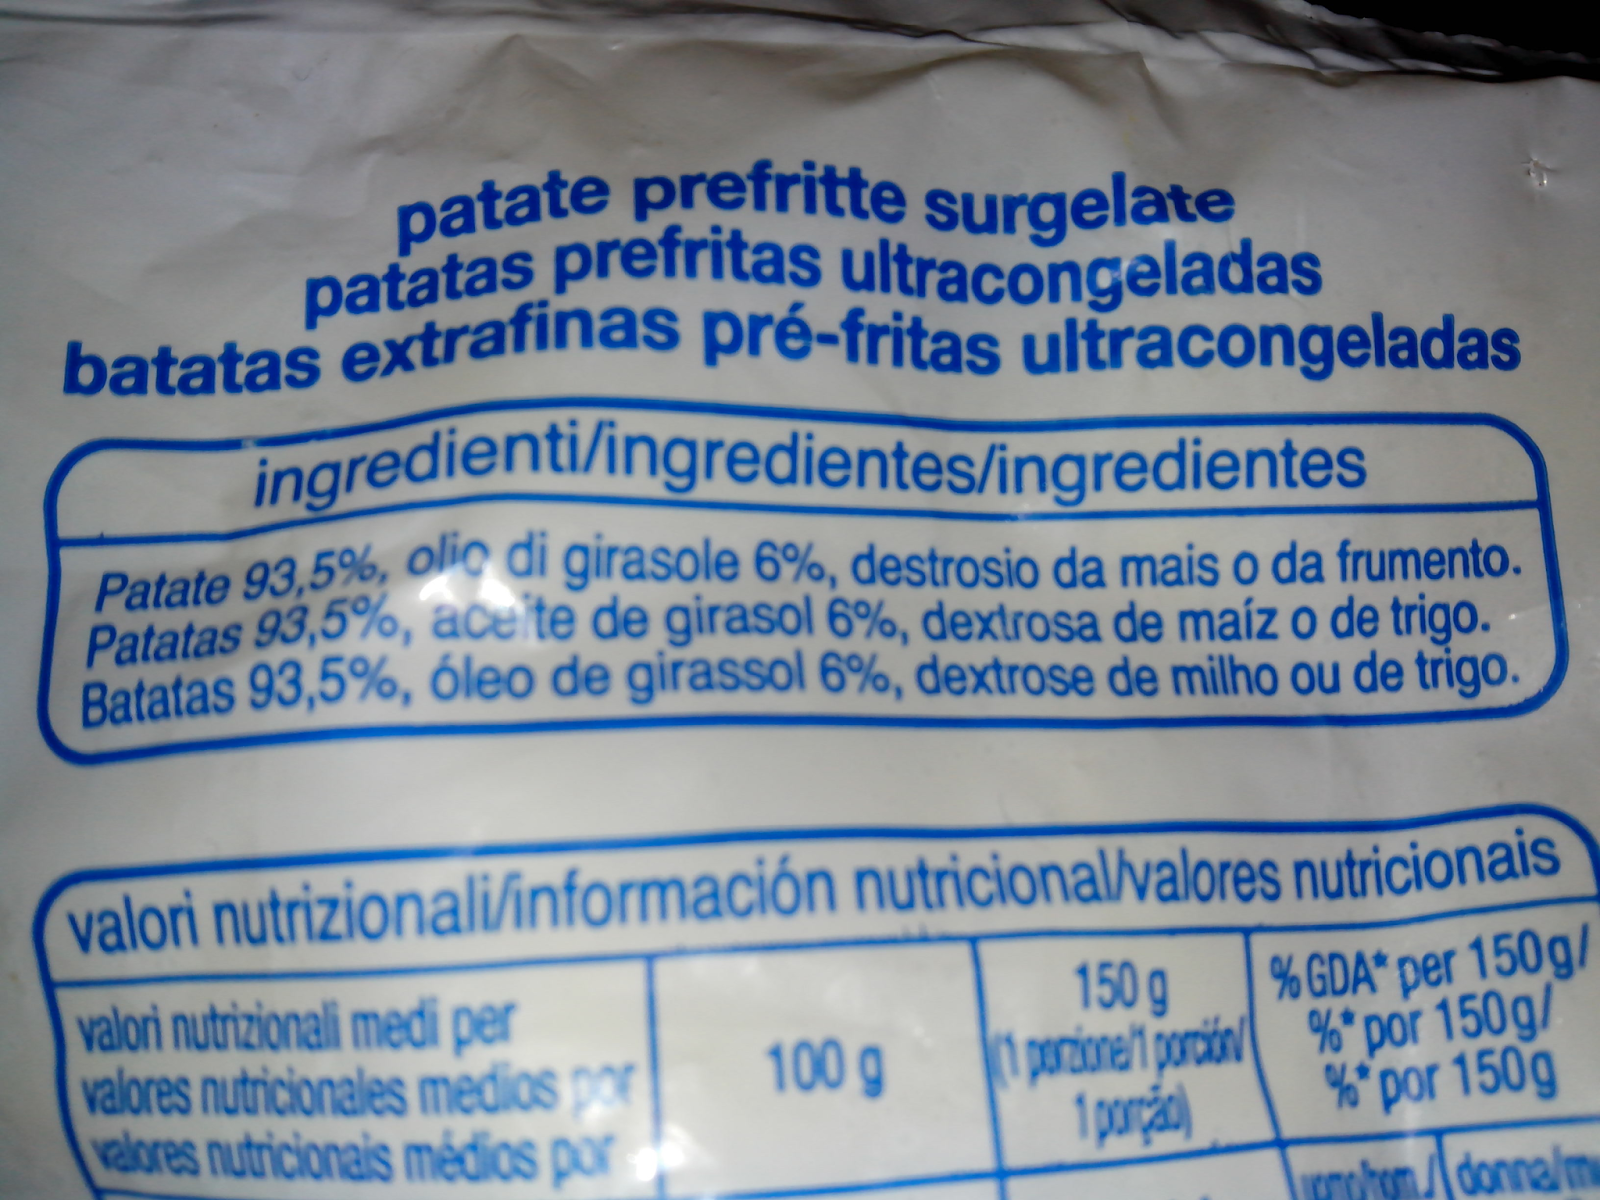 patate prefritte surgelate
patatas prefritas ultracongeladas
batatas extrafinas pré-fritas ultracongeladas
ingredienti/ingredientes/ingredientes
Patate 93,5%, olio di girasole 6%, destrosio da mais o da frumento.
Patatas 93,5%, aceite de girasol 6%, dextrosa de maíz o de trigo.
Batatas 93,5%, óleo de girassol 6%, dextrose de milho ou de trigo.
valori nutrizionali/información nutricional/valores nutricionais
valori nutrizionali medi per
valores nutricionales medios por
valores nutricionais médios por
100 g
150 g
(1 porzione/1 porción/
1 porção)
% GDA* per 150 g/
%* por 150 g/
%* por 150 g
donna/